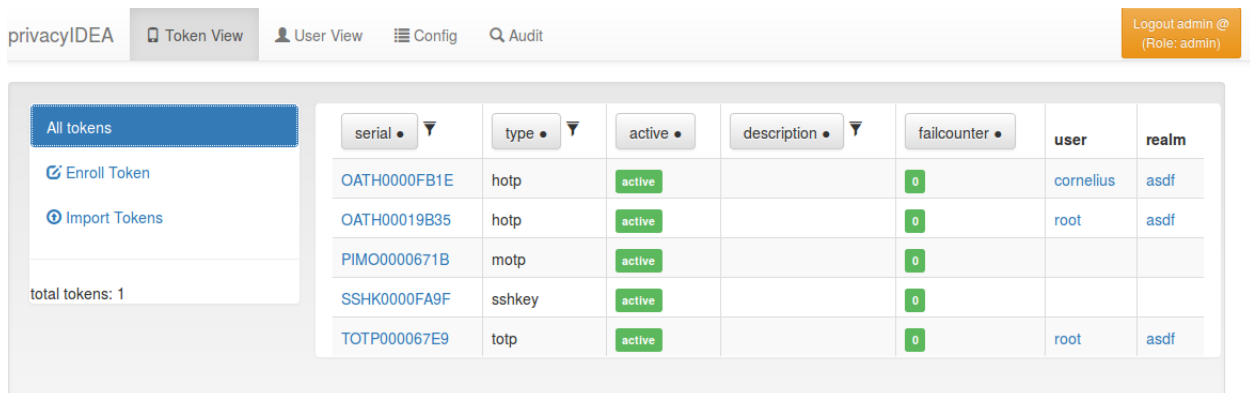 privacyIDEA Token View User View Config Audit Logout admin @
(Role: admin)
All tokens
Enroll Token
Import Tokens
total tokens: 1
serial ● type ● active ● description ● failcounter ● user realm
OATH0000FB1E hotp active 0 cornelius asdf
OATH00019B35 hotp active 0 root asdf
PIMO0000671B motp active 0
SSHK0000FA9F sshkey active 0
TOTP000067E9 totp active 0 root asdf